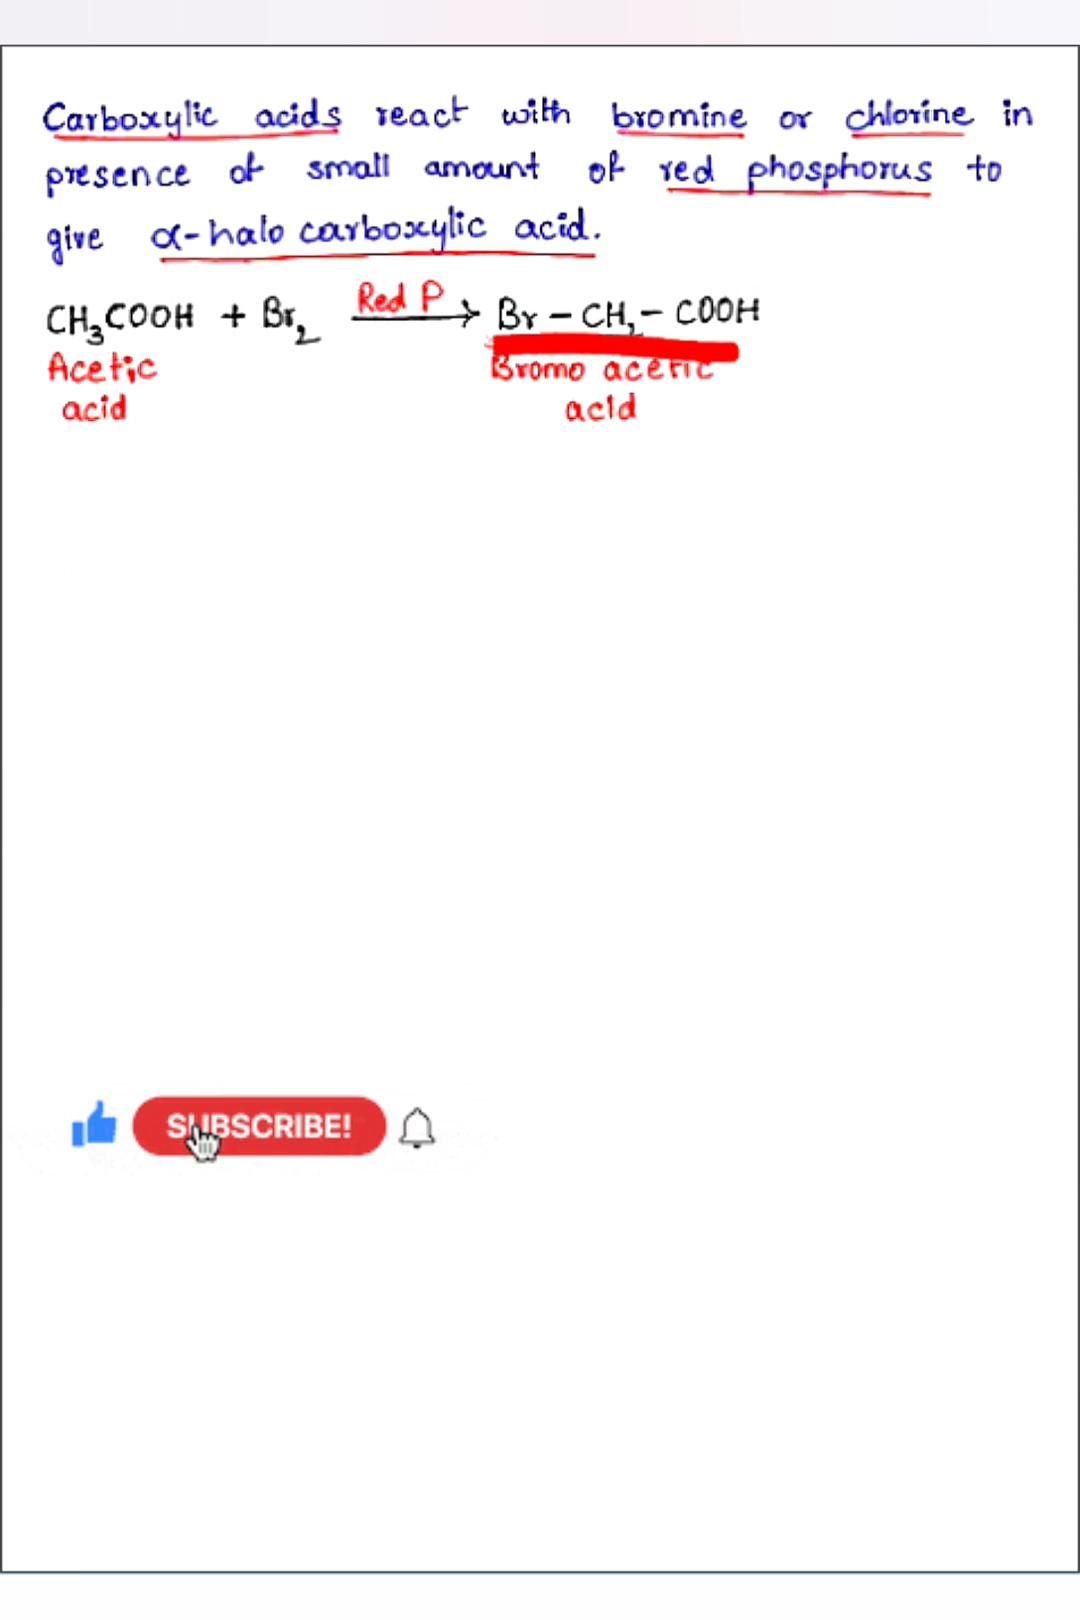 Carboxylic acids react with bromine or chlorine in
presence of small amount of red phosphorus to
give α-halo carboxylic acid.
CH₃COOH + Br₂ Red P → Br – CH₂ – COOH
Acetic acid
Bromo acetic acid
SUBSCRIBE!